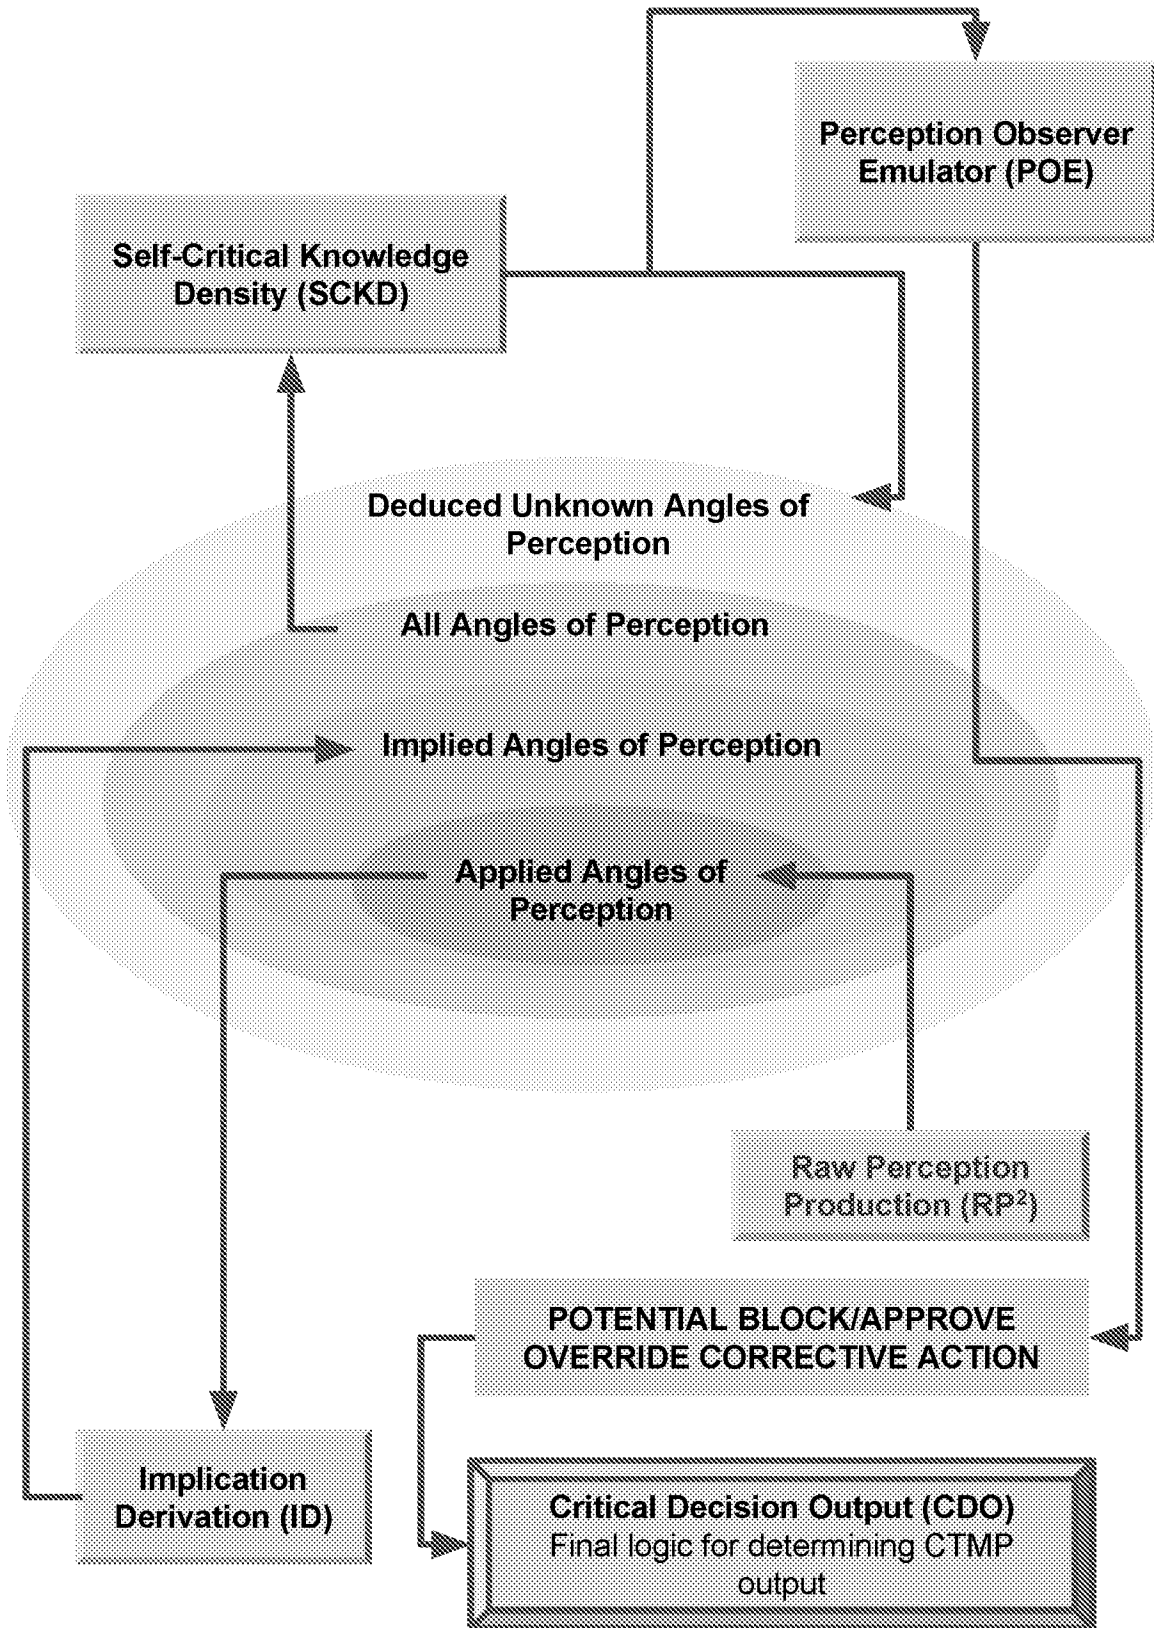 Perception Observer
Emulator (POE)
Self-Critical Knowledge
Density (SCKD)
Deduced Unknown Angles of
Perception
All Angles of Perception
Implied Angles of Perception
Applied Angles of
Perception
Raw Perception
Production (RP²)
POTENTIAL BLOCK/APPROVE
OVERRIDE CORRECTIVE ACTION
Implication
Derivation (ID)
Critical Decision Output (CDO)
Final logic for determining CTMP
output